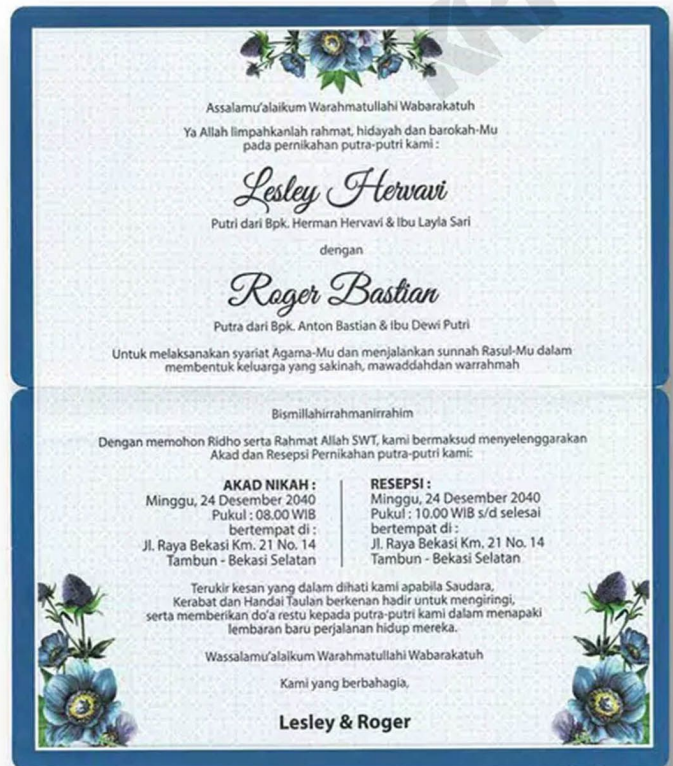 Assalamu'alaikum Warahmatullahi Wabarakatuh
Ya Allah limpahkanlah rahmat, hidayah dan barokah-Mu
pada pernikahan putra-putri kami :
Lesley Hervavi
Putri dari Bpk. Herman Hervavi & Ibu Layla Sari
dengan
Roger Bastian
Putra dari Bpk. Anton Bastian & Ibu Dewi Putri
Untuk melaksanakan syariat Agama-Mu dan menjalankan sunnah Rasul-Mu dalam
membentuk keluarga yang sakinah, mawaddahdan warrahmah
Bismillahirrahmanirrahim
Dengan memohon Ridho serta Rahmat Allah SWT, kami bermaksud menyelenggarakan
Akad dan Resepsi Pernikahan putra-putri kami:
AKAD NIKAH :
Minggu, 24 Desember 2040
Pukul : 08.00 WIB
bertempat di :
Jl. Raya Bekasi Km. 21 No. 14
Tambun - Bekasi Selatan
RESEPSI :
Minggu, 24 Desember 2040
Pukul : 10.00 WIB s/d selesai
bertempat di :
Jl. Raya Bekasi Km. 21 No. 14
Tambun - Bekasi Selatan
Terukir kesan yang dalam dihati kami apabila Saudara,
Kerabat dan Handai Taulan berkenan hadir untuk mengiringi,
serta memberikan do'a restu kepada putra-putri kami dalam menapaki
lembaran baru perjalanan hidup mereka.
Wassalamu'alaikum Warahmatullahi Wabarakatuh
Kami yang berbahagia,
Lesley & Roger